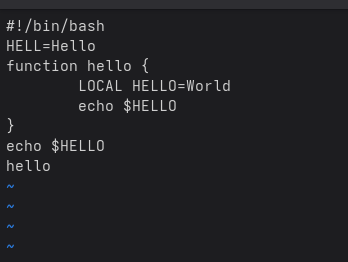 #!/bin/bash
HELL=Hello
function hello {
        LOCAL HELLO=World
        echo $HELLO
}
echo $HELLO
hello
~
~
~
~